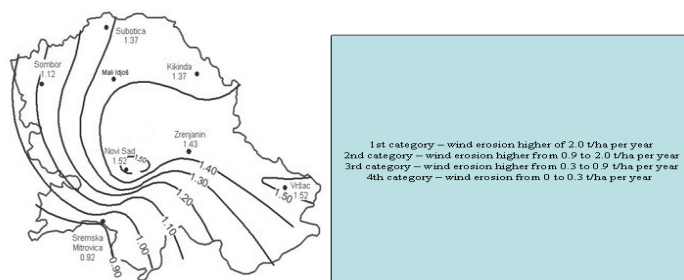 Subotica
1.37
Sombor
1.12
Mali Idjoš
Kikinda
1.37
Zrenjanin
1.43
Novi Sad
1.52
1.50
1.40
1.30
1.20
1.10
1.00
0.90
1.50
Vršac
1.52
Sremska
Mitrovica
0.92
1st category – wind erosion higher of 2.0 t/ha per year
2nd category – wind erosion higher from 0.9 to 2.0 t/ha per year
3rd category – wind erosion higher from 0.3 to 0.9 t/ha per year
4th category – wind erosion from 0 to 0.3 t/ha per year